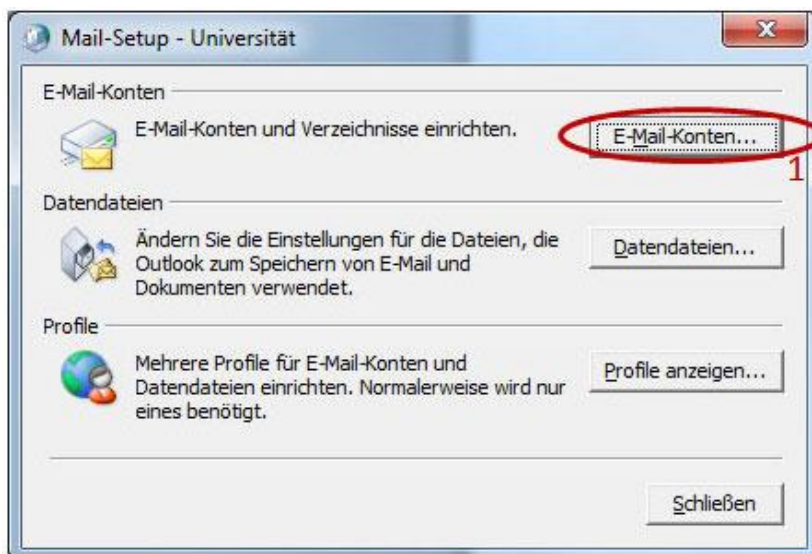 Mail-Setup - Universität
E-Mail-Konten
E-Mail-Konten und Verzeichnisse einrichten.
E-Mail-Konten...
1
Datendateien
Ändern Sie die Einstellungen für die Dateien, die
Outlook zum Speichern von E-Mail und
Dokumenten verwendet.
Datendateien...
Profile
Mehrere Profile für E-Mail-Konten und
Datendateien einrichten. Normalerweise wird nur
eines benötigt.
Profile anzeigen...
Schließen